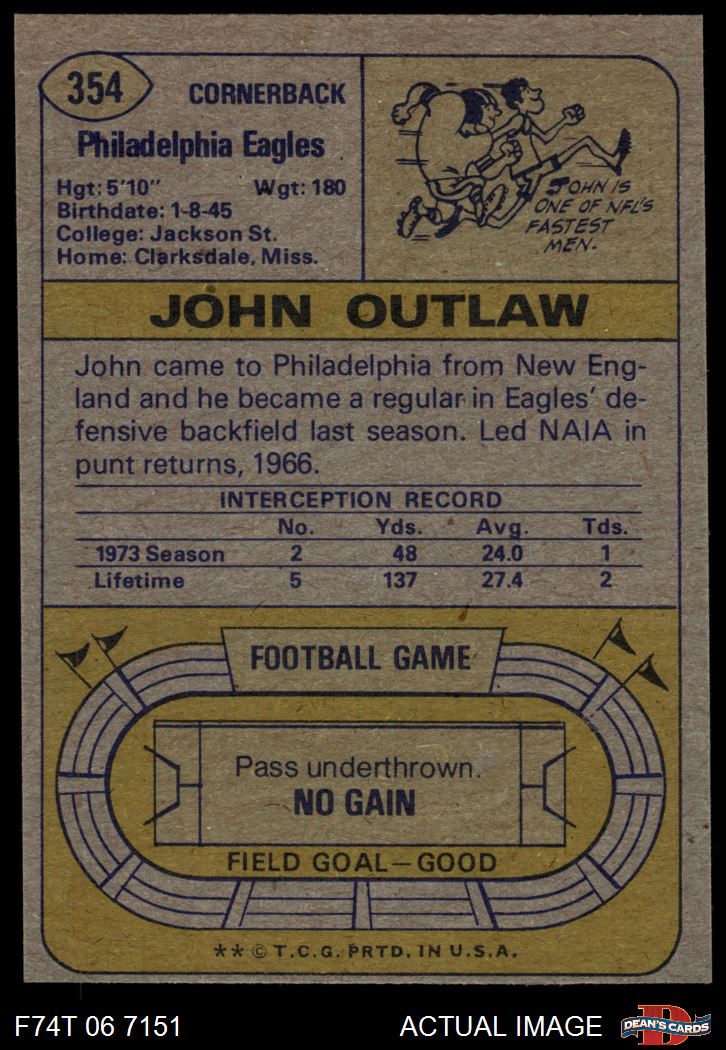 354
CORNERBACK
Philadelphia Eagles
Hgt: 5'10" Wgt: 180
Birthdate: 1-8-45
College: Jackson St.
Home: Clarksdale, Miss.
JOHN IS
ONE OF NFL'S
FASTEST
MEN.
JOHN OUTLAW
John came to Philadelphia from New Eng-
land and he became a regular in Eagles' de-
fensive backfield last season. Led NAIA in
punt returns, 1966.
INTERCEPTION RECORD
No. Yds. Avg. Tds.
1973 Season 2 48 24.0 1
Lifetime 5 137 27.4 2
FOOTBALL GAME
Pass underthrown.
NO GAIN
FIELD GOAL—GOOD
** © T.C.G. PRTD. IN U.S.A.
F74T 06 7151 ACTUAL IMAGE
D
DEAN'S CARDS